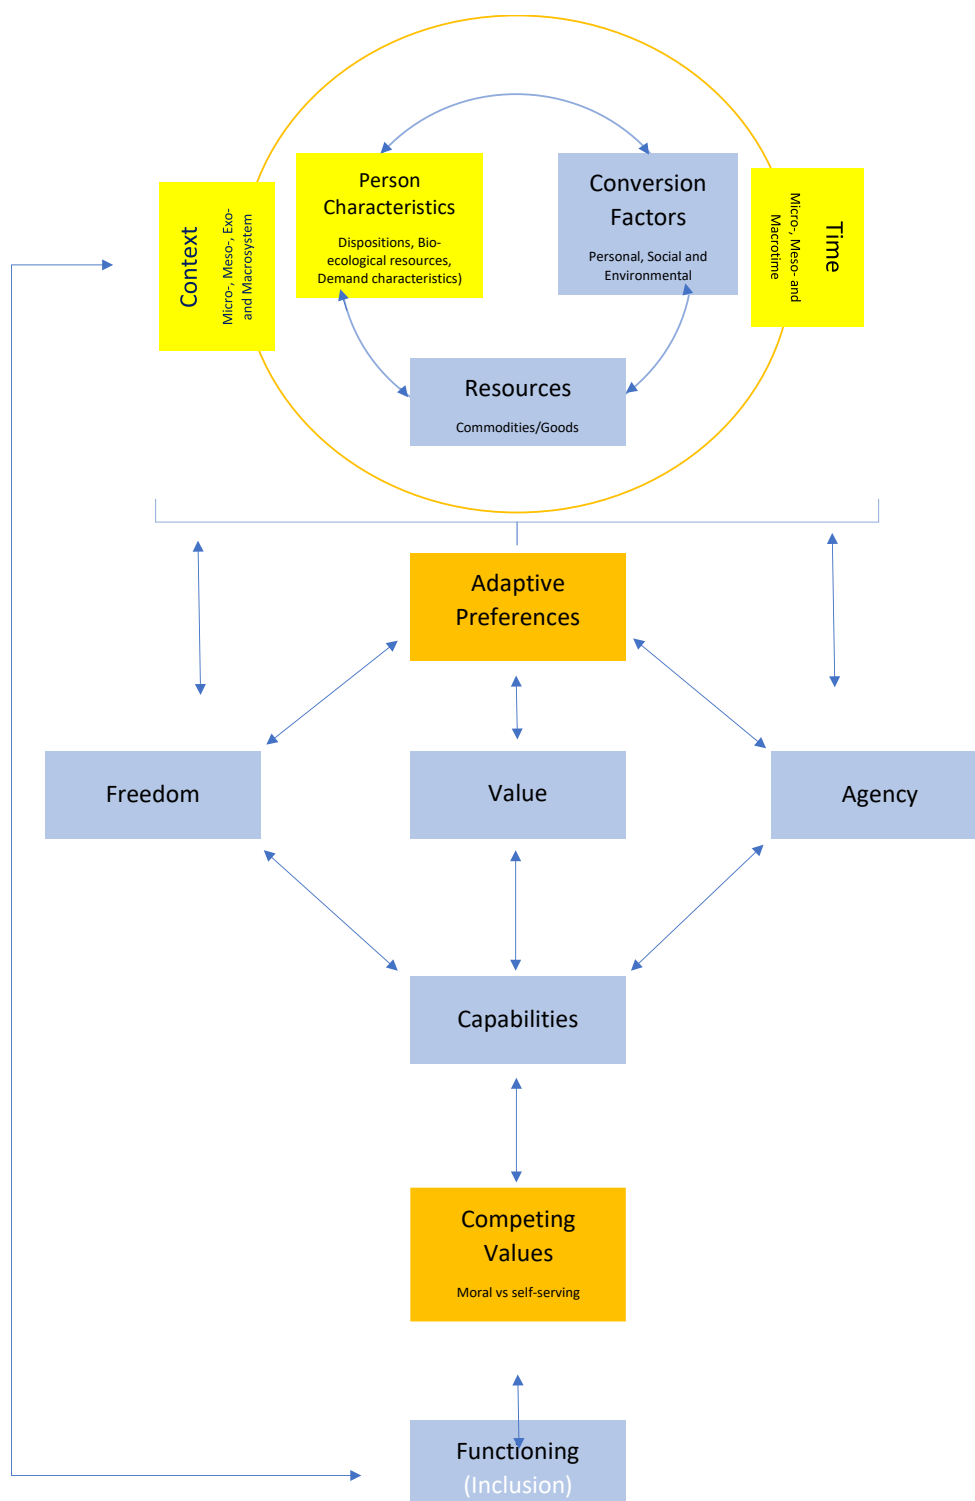 Person
Characteristics
Dispositions, Bio-
ecological resources,
Demand characteristics)
Conversion
Factors
Personal, Social and
Environmental
Context
Micro-, Meso-, Exo-
and Macrosystem
Time
Micro-, Meso- and
Macrotime
Resources
Commodities/Goods
Adaptive
Preferences
Freedom
Value
Agency
Capabilities
Competing
Values
Moral vs self-serving
Functioning
(Inclusion)